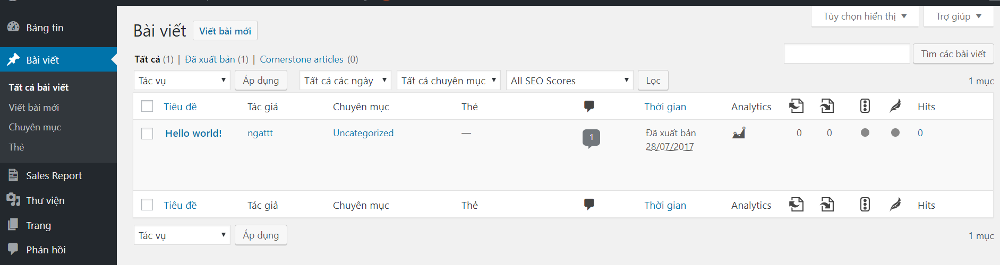 Bảng tin
Bài viết
Tất cả bài viết
Viết bài mới
Chuyên mục
Thẻ
Sales Report
Thư viện
Trang
Phản hồi
Tùy chọn hiển thị Trợ giúp
Bài viết Viết bài mới
Tất cả (1) | Đã xuất bản (1) | Cornerstone articles (0)
Tìm các bài viết
Tác vụ Áp dụng Tất cả các ngày Tất cả chuyên mục All SEO Scores Lọc 1 mục
Tiêu đề Tác giả Chuyên mục Thẻ Thời gian Analytics Hits
Hello world! ngattt Uncategorized — 1 Đã xuất bản 0 0 0
28/07/2017
Tiêu đề Tác giả Chuyên mục Thẻ Thời gian Analytics Hits
Tác vụ Áp dụng 1 mục